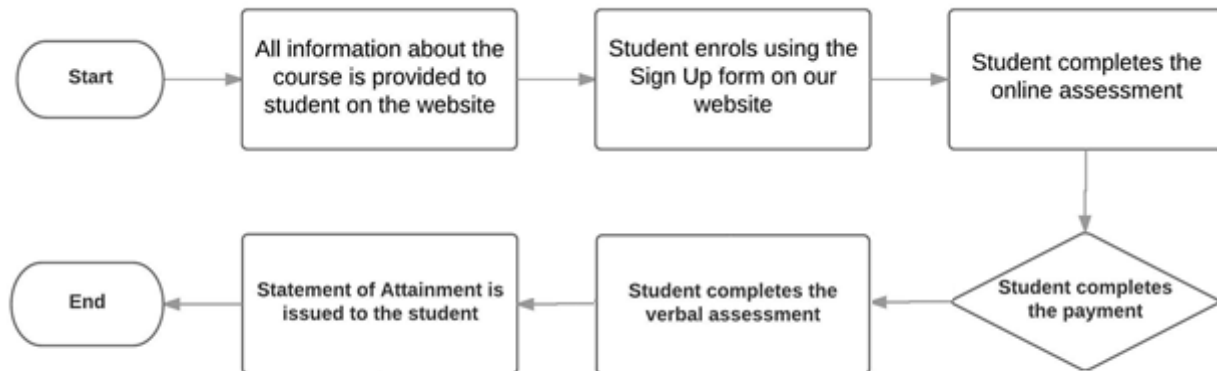 Start
All information about the
course is provided to
student on the website
Student enrols using the
Sign Up form on our
website
Student completes the
online assessment
Student completes
the payment
Student completes the
verbal assessment
Statement of Attainment is
issued to the student
End